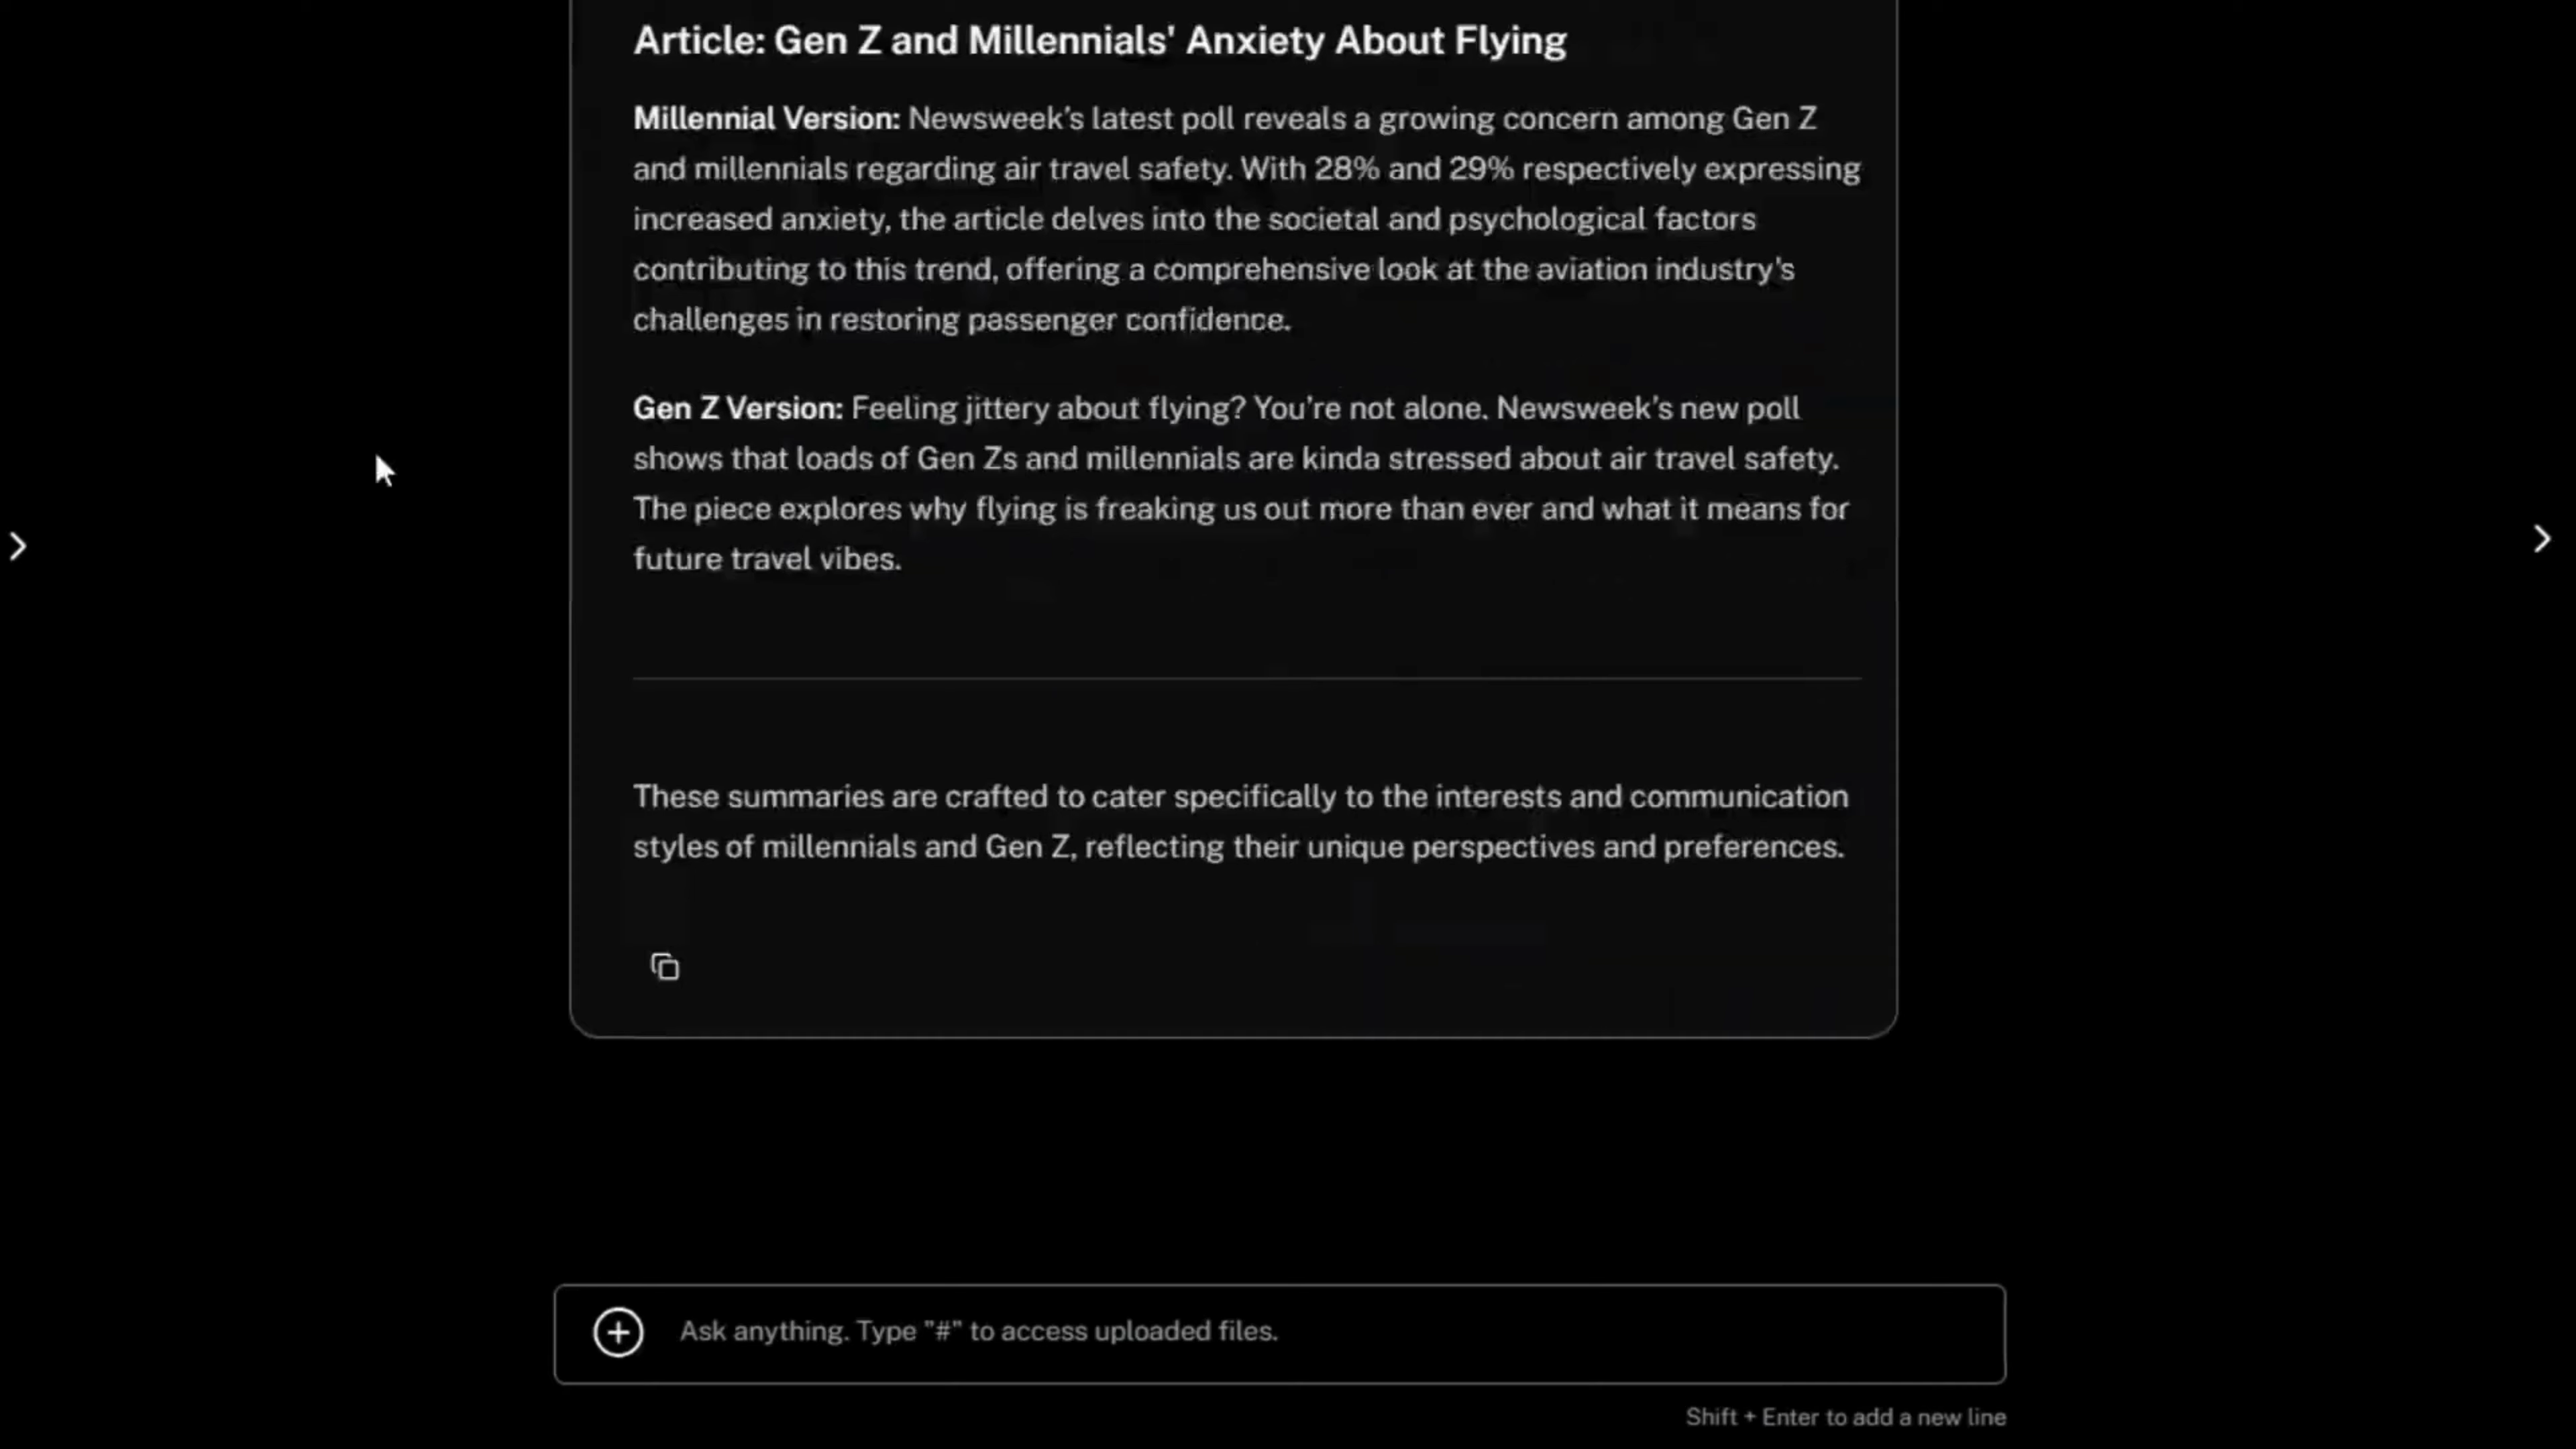 Article: Gen Z and Millennials' Anxiety About Flying
Millennial Version: Newsweek’s latest poll reveals a growing concern among Gen Z
and millennials regarding air travel safety. With 28% and 29% respectively expressing
increased anxiety, the article delves into the societal and psychological factors
contributing to this trend, offering a comprehensive look at the aviation industry’s
challenges in restoring passenger confidence.
Gen Z Version: Feeling jittery about flying? You’re not alone. Newsweek’s new poll
shows that loads of Gen Zs and millennials are kinda stressed about air travel safety.
The piece explores why flying is freaking us out more than ever and what it means for
future travel vibes.
These summaries are crafted to cater specifically to the interests and communication
styles of millennials and Gen Z, reflecting their unique perspectives and preferences.
Ask anything. Type "#" to access uploaded files.
Shift + Enter to add a new line